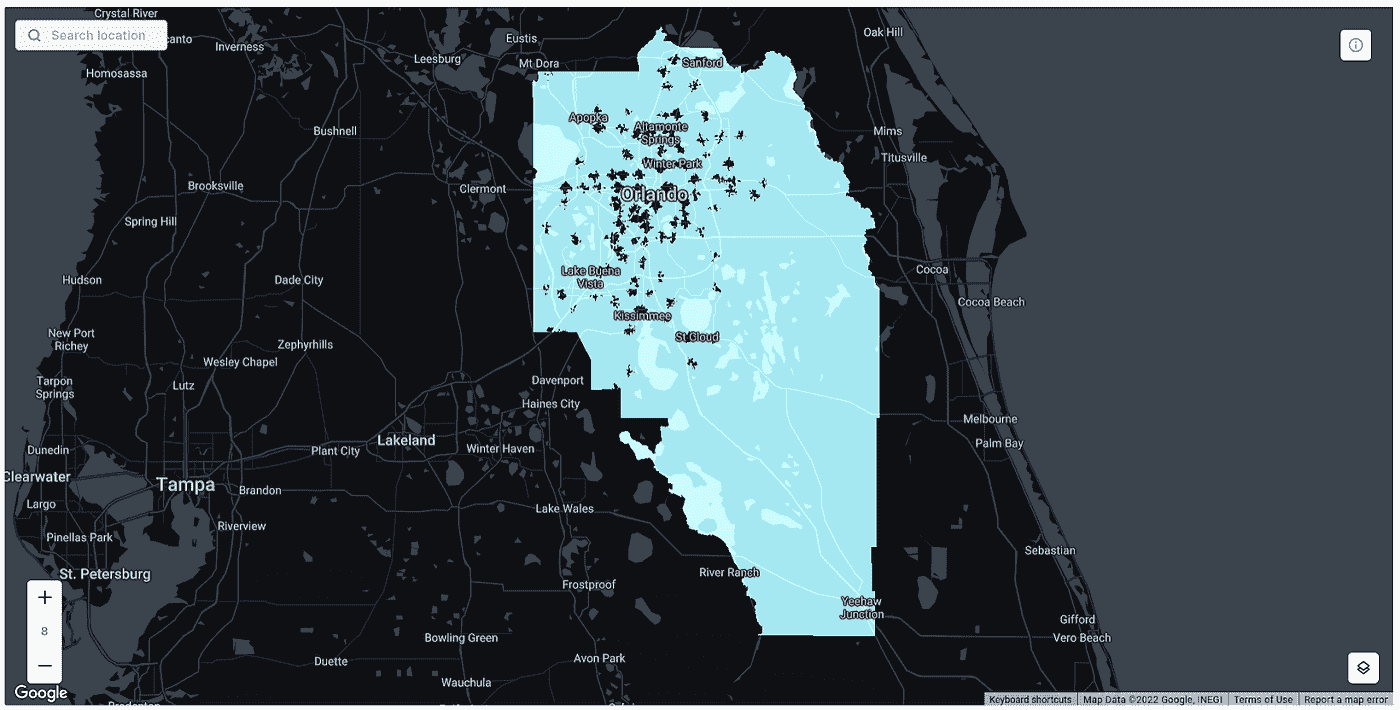 Crystal River
Search location
canto
Inverness
Eustis
Oak Hill
Leesburg
Mt Dora
Sanford
Homosassa
Apopka
Altamonte
Springs
Bushnell
Mims
Titusville
Winter Park
Brooksville
Clermont
Orlando
Spring Hill
Hudson
Dade City
Lake Buena
Vista
Cocoa
Cocoa Beach
Kissimmee
New Port
Richey
Zephyrhills
St Cloud
Wesley Chapel
Tarpon
Springs
Lutz
Davenport
Haines City
Melbourne
Palm Bay
Dunedin
Plant City
Lakeland
Winter Haven
Clearwater
Tampa
Brandon
Largo
Lake Wales
Riverview
Pinellas Park
Sebastian
St. Petersburg
River Ranch
Frostproof
+
8
−
Yeehaw
Junction
Gifford
Vero Beach
Bowling Green
Duette
Avon Park
Wauchula
Google
Keyboard shortcuts
Map Data ©2022 Google, INEGI
Terms of Use
Report a map error